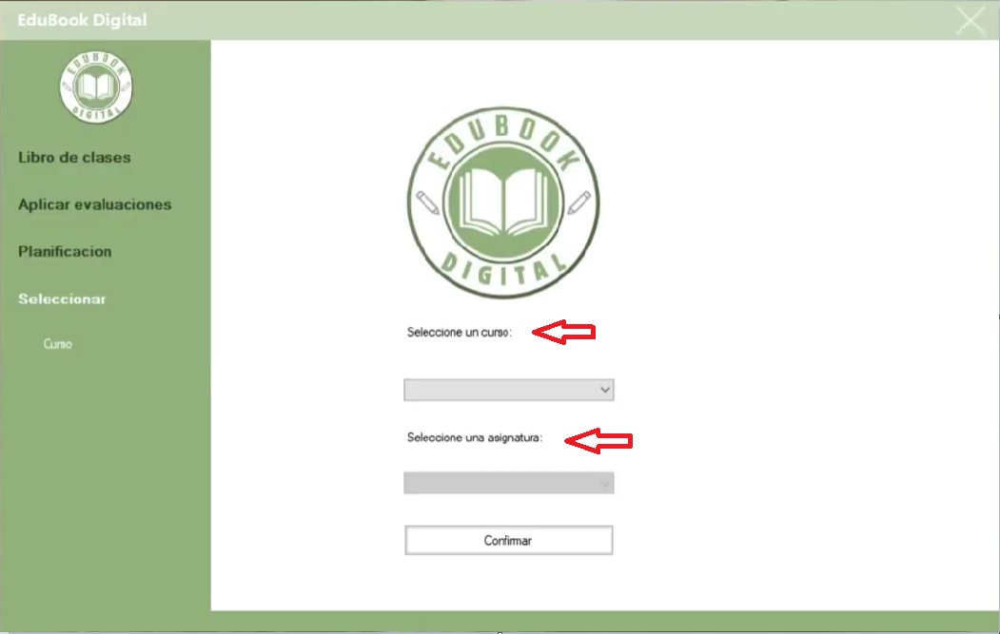 EduBook Digital
EDUBOOK
DIGITAL
Libro de clases
Aplicar evaluaciones
Planificacion
Seleccionar
Curso
EDUBOOK
DIGITAL
Seleccione un curso:
Seleccione una asignatura:
Confirmar